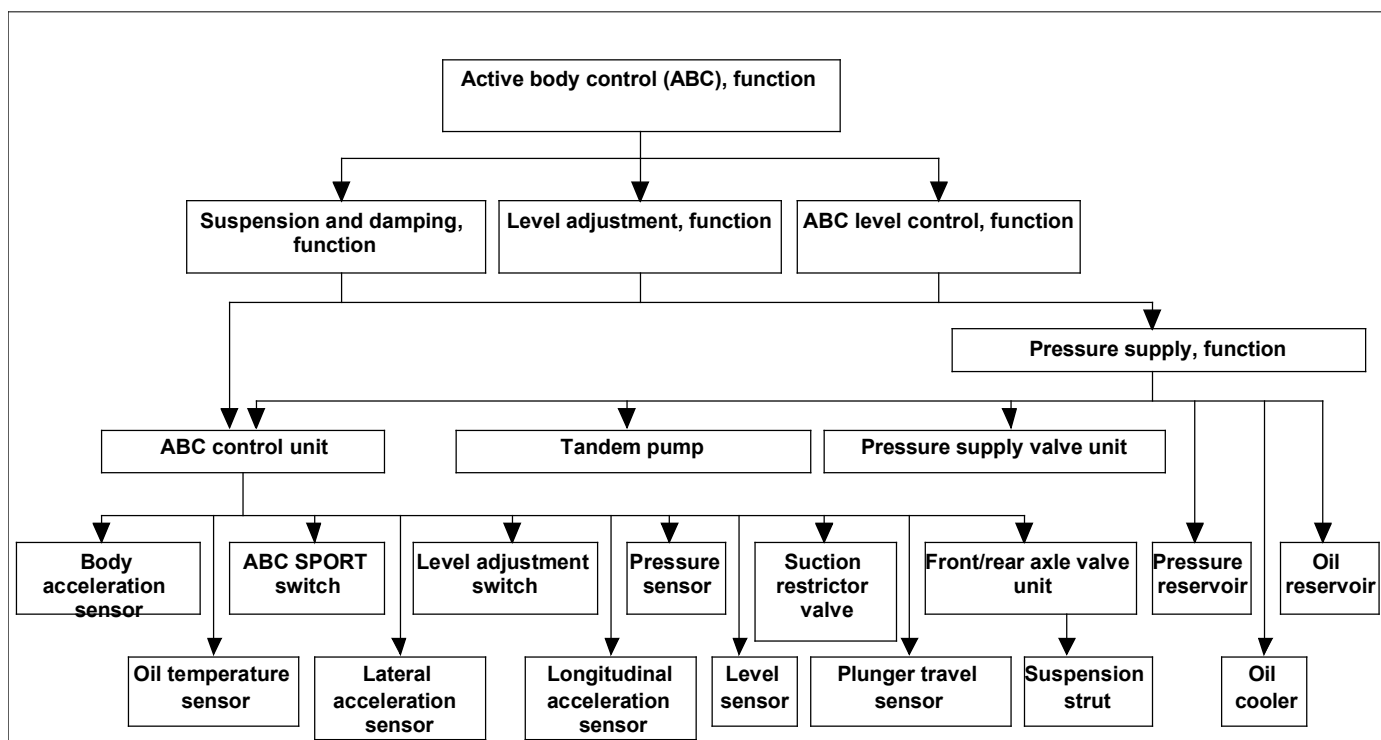 Active body control (ABC), function
Suspension and damping,
function
Level adjustment, function
ABC level control, function
Pressure supply, function
ABC control unit
Tandem pump
Pressure supply valve unit
Body
acceleration
sensor
ABC SPORT
switch
Level adjustment
switch
Pressure
sensor
Suction
restrictor
valve
Front/rear axle valve
unit
Pressure
reservoir
Oil
reservoir
Oil temperature
sensor
Lateral
acceleration
sensor
Longitudinal
acceleration
sensor
Level
sensor
Plunger travel
sensor
Suspension
strut
Oil
cooler